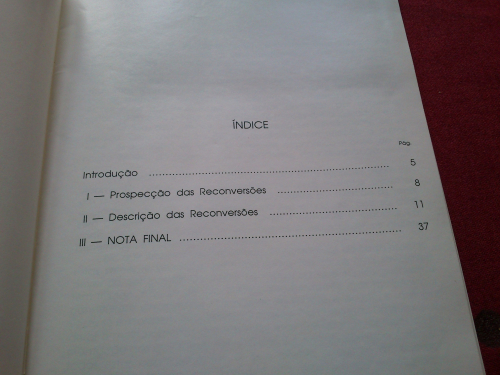 ÍNDICE
Pág.
Introdução ........................................................................ 5
I — Prospecção das Reconversões .................................... 8
II — Descrição das Reconversões ....................................... 11
III — NOTA FINAL .................................................................... 37